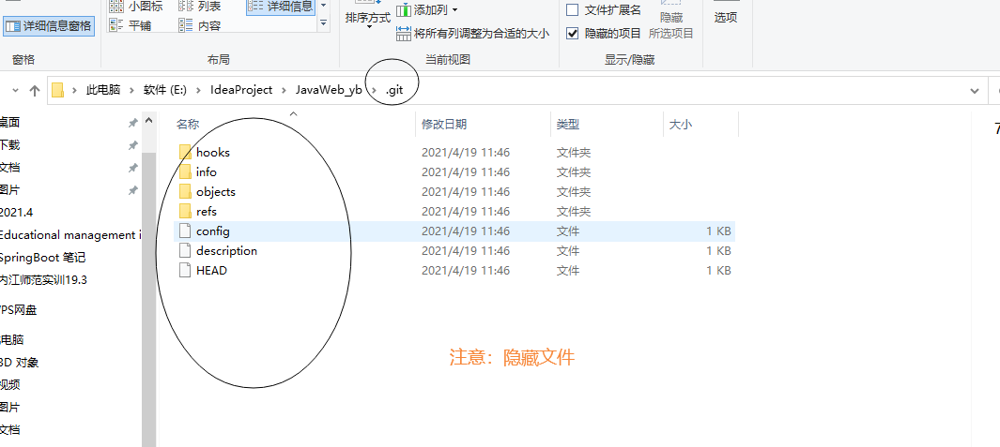 小图标 列表 详细信息
平铺 内容
详细信息窗格
排序方式
添加列
将所有列调整为合适的大小
文件扩展名
隐藏的项目
隐藏
所选项目
选项
窗格 布局 当前视图 显示/隐藏
此电脑 软件 (E:) IdeaProject JavaWeb_yb .git
桌面
下载
文档
图片
2021.4
Educational management i
SpringBoot 笔记
内江师范实训19.3
VPS网盘
电脑
3D 对象
视频
图片
文档
名称 修改日期 类型 大小
hooks 2021/4/19 11:46 文件夹
info 2021/4/19 11:46 文件夹
objects 2021/4/19 11:46 文件夹
refs 2021/4/19 11:46 文件夹
config 2021/4/19 11:46 文件 1 KB
description 2021/4/19 11:46 文件 1 KB
HEAD 2021/4/19 11:46 文件 1 KB
注意：隐藏文件
7